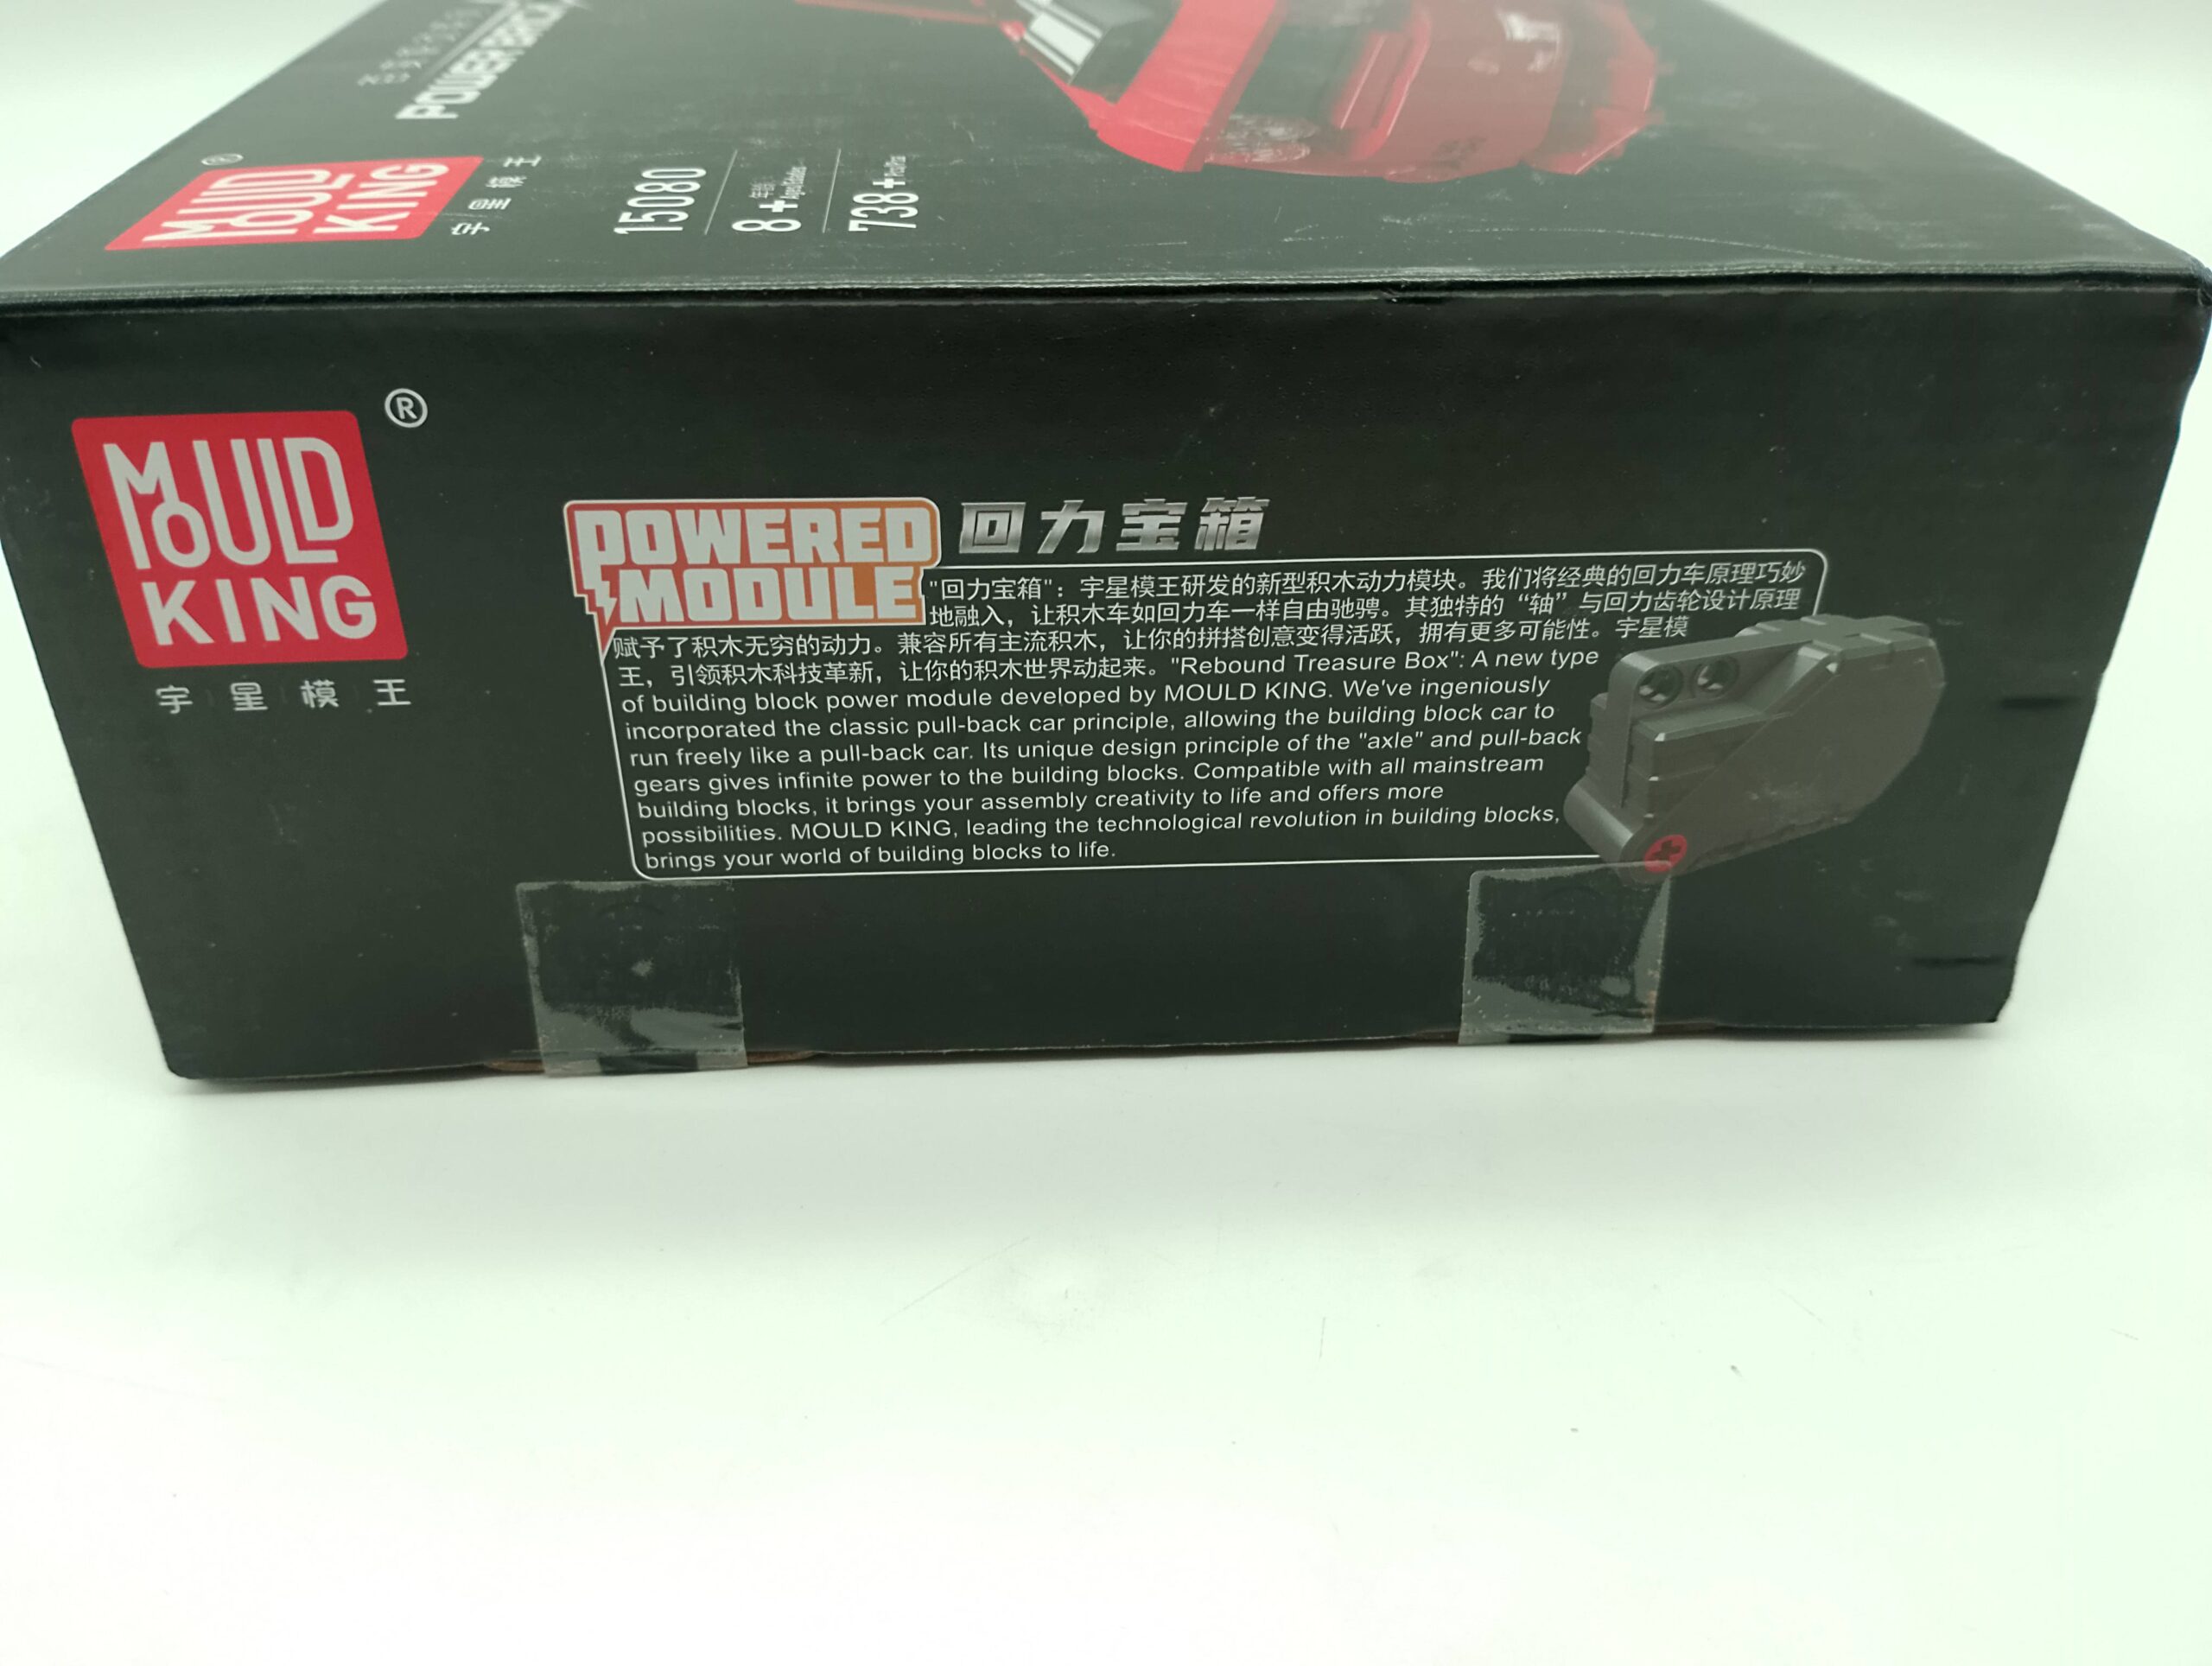 POWER BRICK
®
MOULD
KING
宇星模王
15080
8+
年龄
738+
MOULD
KING
®
宇星模王
POWERED
MODULE
回力宝箱
"回力宝箱"：宇星模王研发的新型积木动力模块。我们将经典的回力车原理巧妙
地融入，让积木车如回力车一样自由驰骋。其独特的“轴”与回力齿轮设计原理
赋予了积木无穷的动力。兼容所有主流积木，让你的拼搭创意变得活跃，拥有更多可能性。宇星模
王，引领积木科技革新，让你的积木世界动起来。"Rebound Treasure Box": A new type
of building block power module developed by MOULD KING. We've ingeniously
incorporated the classic pull-back car principle, allowing the building block car to
run freely like a pull-back car. Its unique design principle of the "axle" and pull-back
gears gives infinite power to the building blocks. Compatible with all mainstream
building blocks, it brings your assembly creativity to life and offers more
possibilities. MOULD KING, leading the technological revolution in building blocks,
brings your world of building blocks to life.